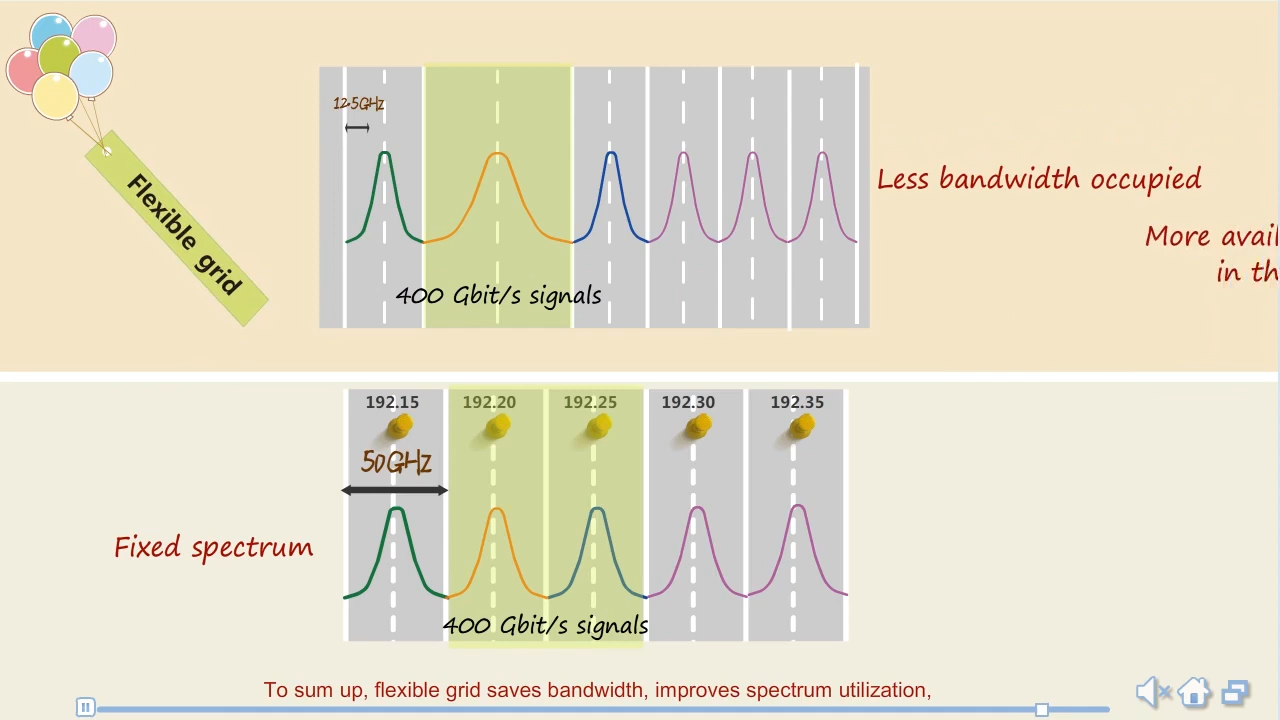 Flexible grid
12.5GHz
400 Gbit/s signals
Less bandwidth occupied
More avail
in th
192.15 192.20 192.25 192.30 192.35
50GHz
Fixed spectrum
400 Gbit/s signals
To sum up, flexible grid saves bandwidth, improves spectrum utilization,